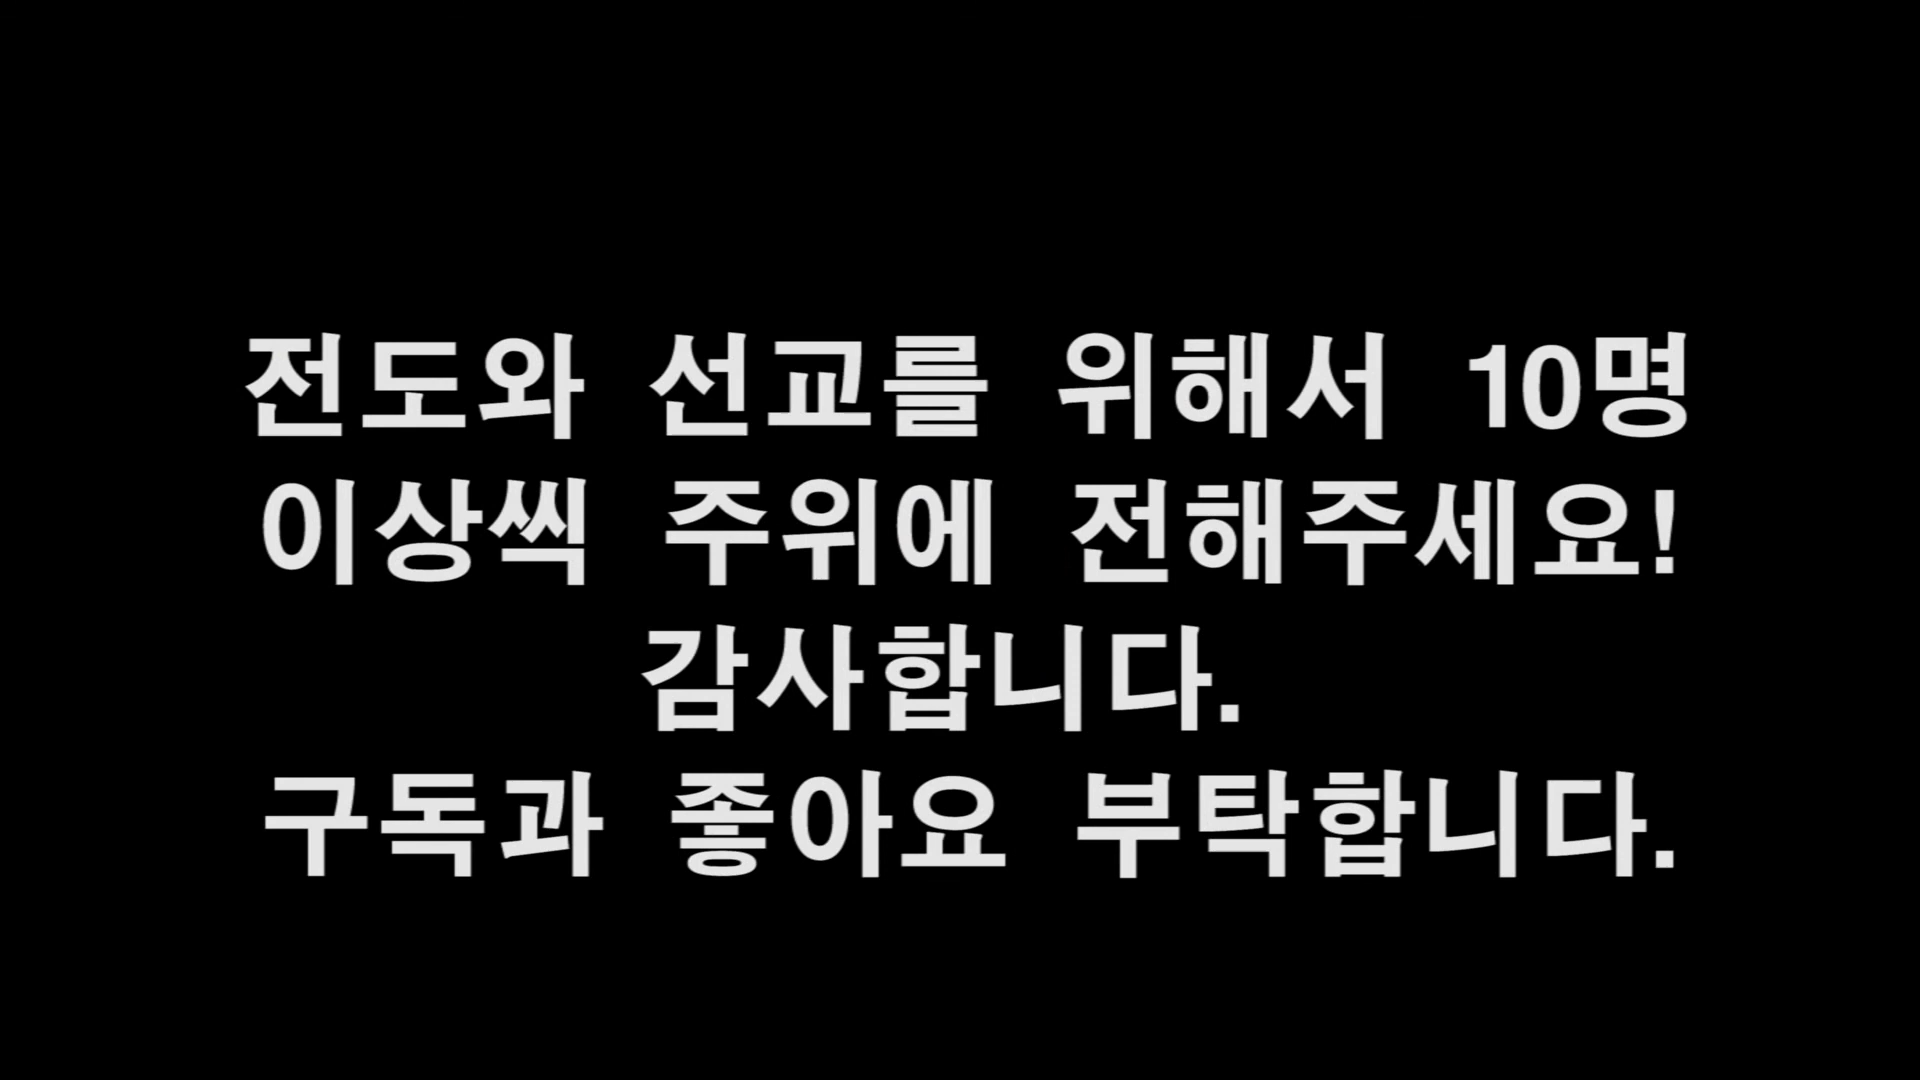 전도와 선교를 위해서 10명
이상씩 주위에 전해주세요!
감사합니다.
구독과 좋아요 부탁합니다.